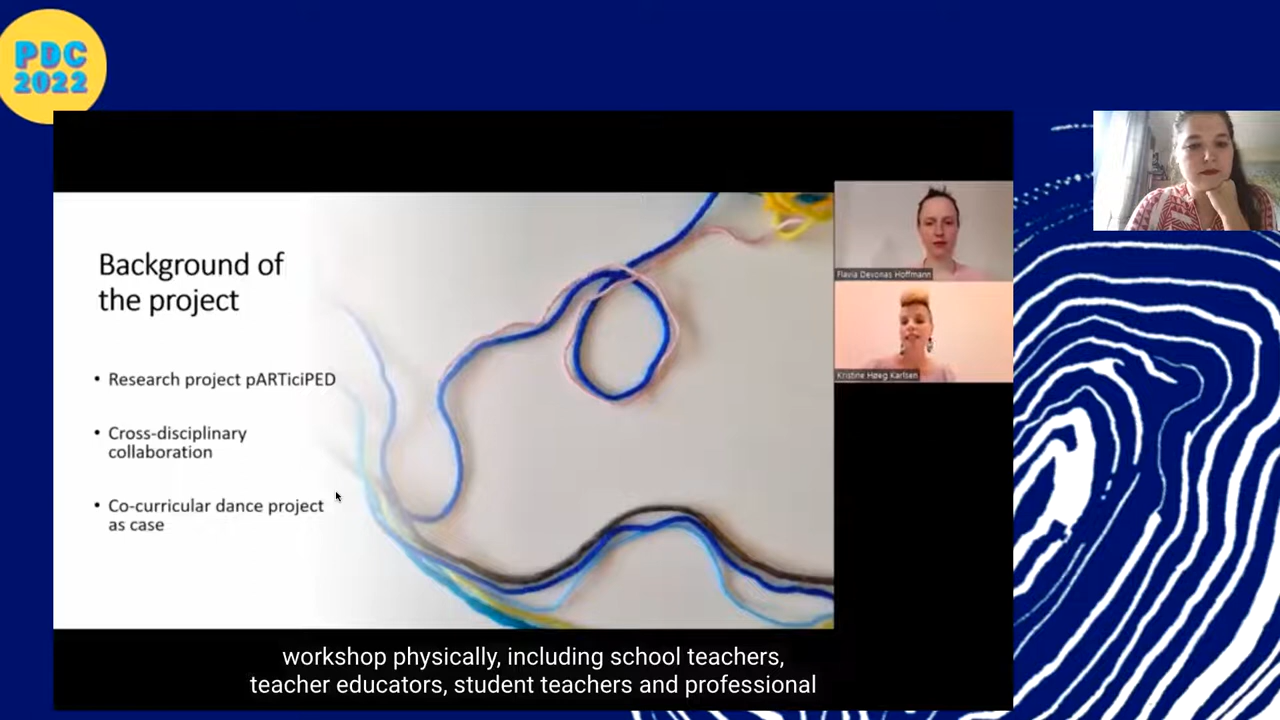 PDC
2022
Background of
the project
• Research project pARTiciPED
• Cross-disciplinary
collaboration
• Co-curricular dance project
as case
Flavia Devonas Hoffmann
Kristine Høeg Karlsen
workshop physically, including school teachers,
teacher educators, student teachers and professional